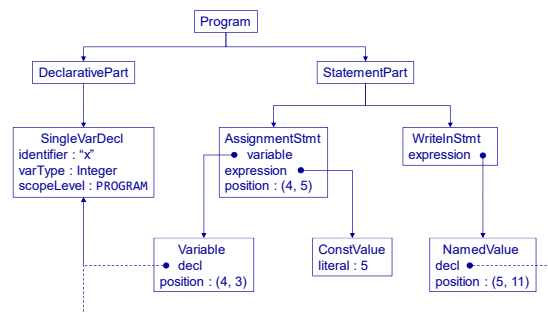 Program
DeclarativePart
StatementPart
SingleVarDecl
identifier : “x”
varType : Integer
scopeLevel : PROGRAM
AssignmentStmt
variable
expression
position : (4, 5)
WritelnStmt
expression
Variable
decl
position : (4, 3)
ConstValue
literal : 5
NamedValue
decl
position : (5, 11)